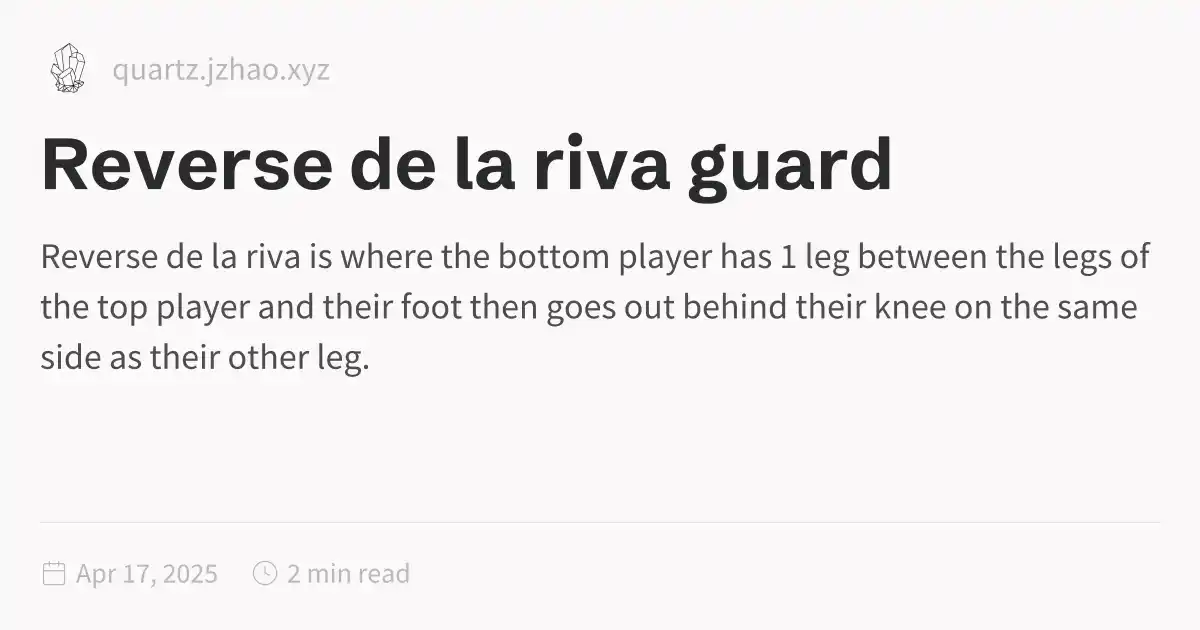 quartz.jzhao.xyz
Reverse de la riva guard
Reverse de la riva is where the bottom player has 1 leg between the legs of
the top player and their foot then goes out behind their knee on the same
side as their other leg.
Apr 17, 2025 2 min read